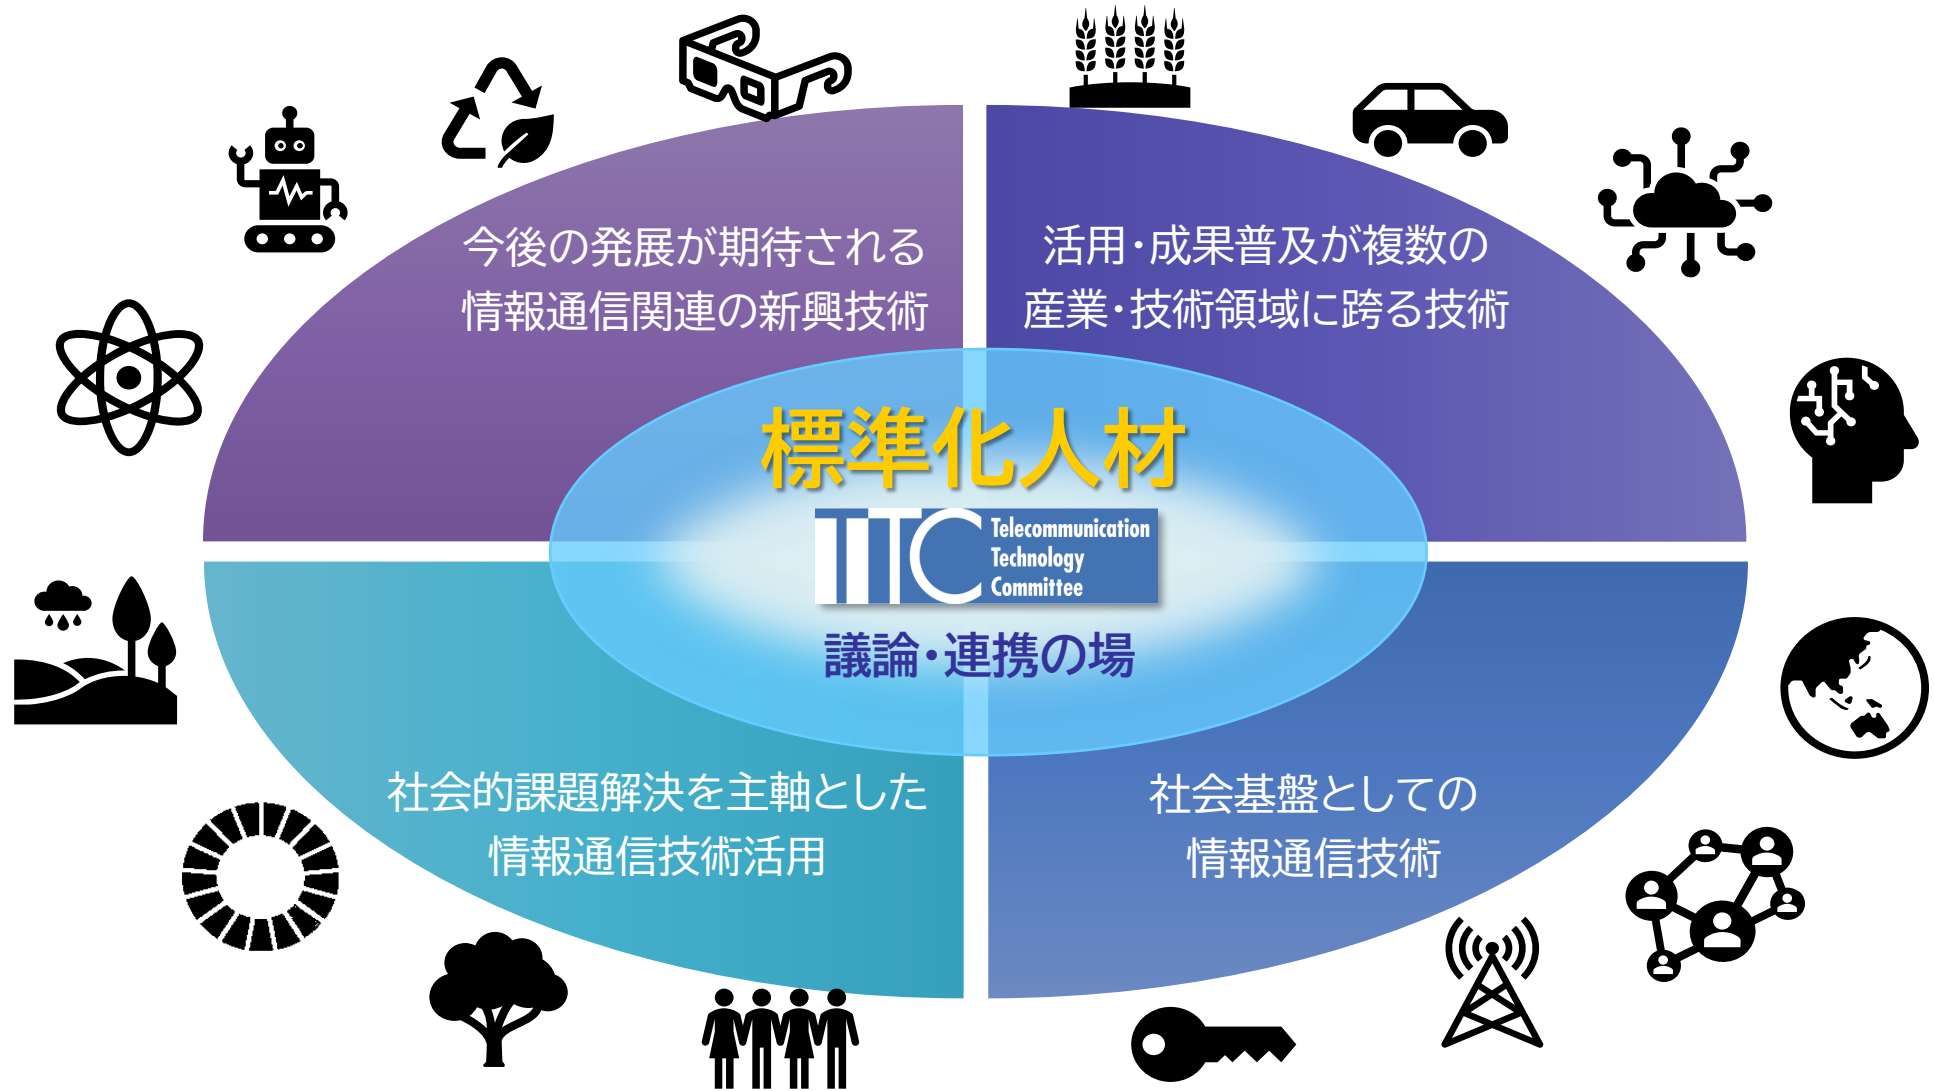 今後の発展が期待される
情報通信関連の新興技術
活用・成果普及が複数の
産業・技術領域に跨る技術
標準化人材
TTC
Telecommunication
Technology
Committee
議論・連携の場
社会的課題解決を主軸とした
情報通信技術活用
社会基盤としての
情報通信技術